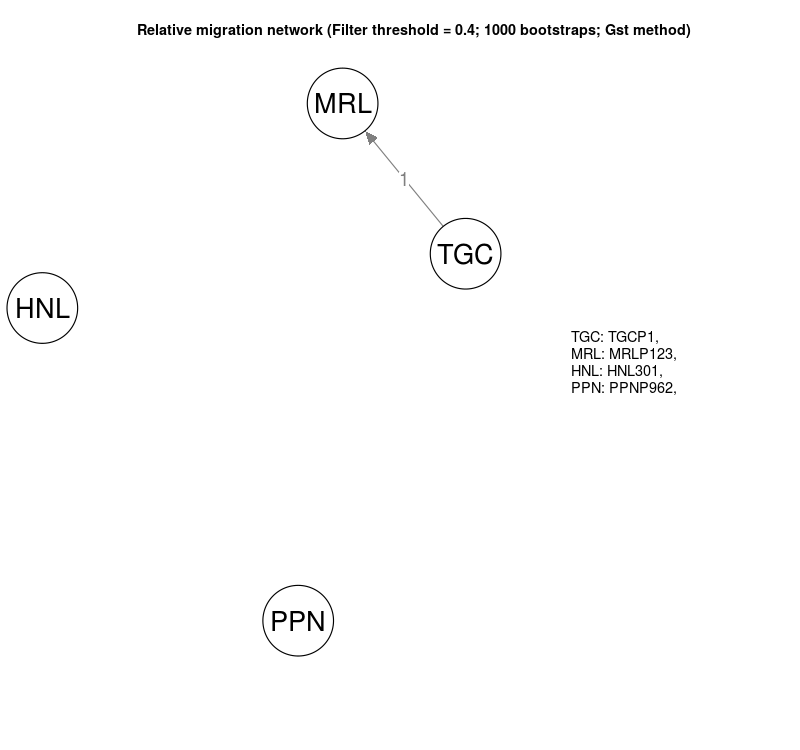 Relative migration network (Filter threshold = 0.4; 1000 bootstraps; Gst method)
MRL
1
TGC
HNL
TGC: TGCP1,
MRL: MRLP123,
HNL: HNL301,
PPN: PPNP962,
PPN